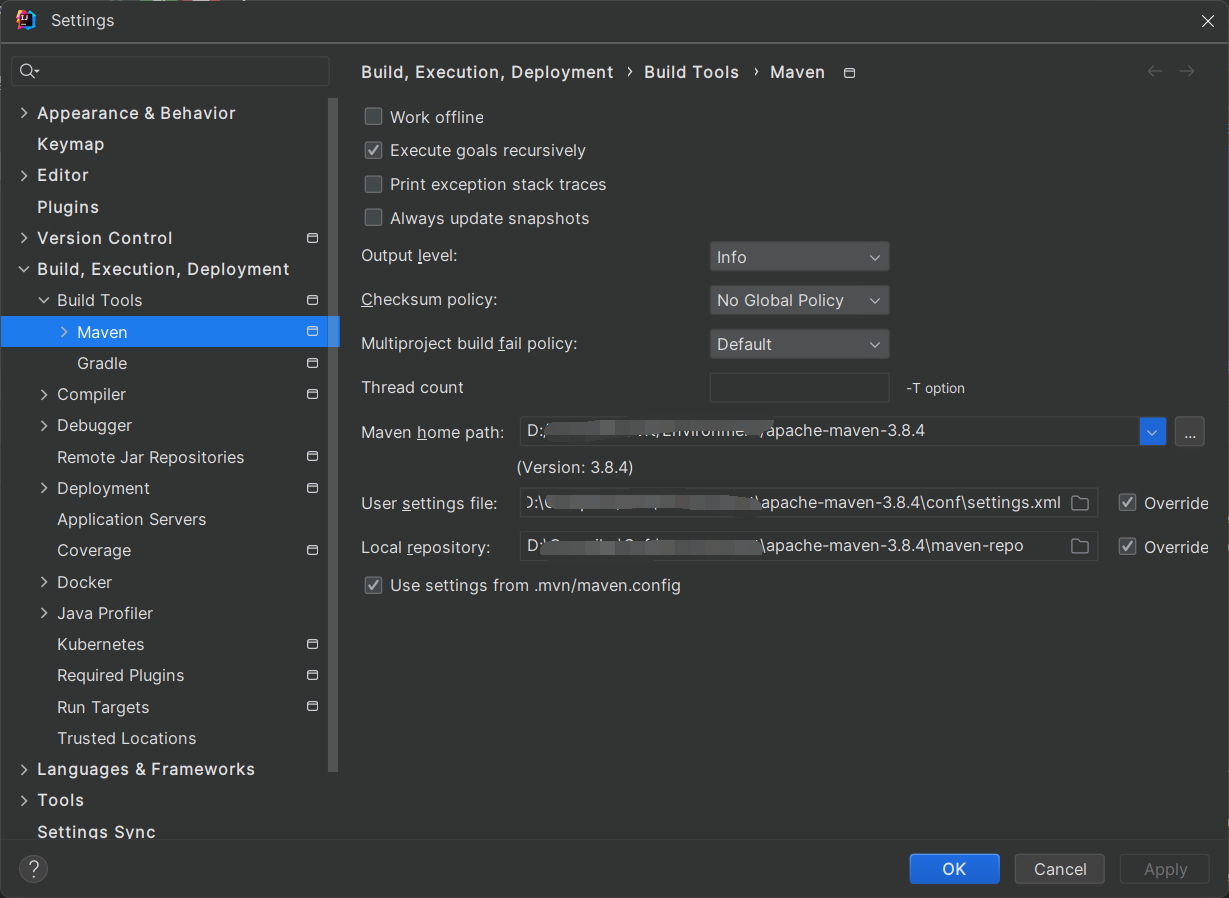 Settings
Build, Execution, Deployment › Build Tools › Maven
Appearance & Behavior
Keymap
Editor
Plugins
Version Control
Build, Execution, Deployment
Build Tools
Maven
Gradle
Compiler
Debugger
Remote Jar Repositories
Deployment
Application Servers
Coverage
Docker
Java Profiler
Kubernetes
Required Plugins
Run Targets
Trusted Locations
Languages & Frameworks
Tools
Settings Sync
Work offline
Execute goals recursively
Print exception stack traces
Always update snapshots
Output level: Info
Checksum policy: No Global Policy
Multiproject build fail policy: Default
Thread count -T option
Maven home path: D:/ /apache-maven-3.8.4 ...
(Version: 3.8.4)
User settings file: D:\ \apache-maven-3.8.4\conf\settings.xml Override
Local repository: D:\ \apache-maven-3.8.4\maven-repo Override
Use settings from .mvn/maven.config
? OK Cancel Apply